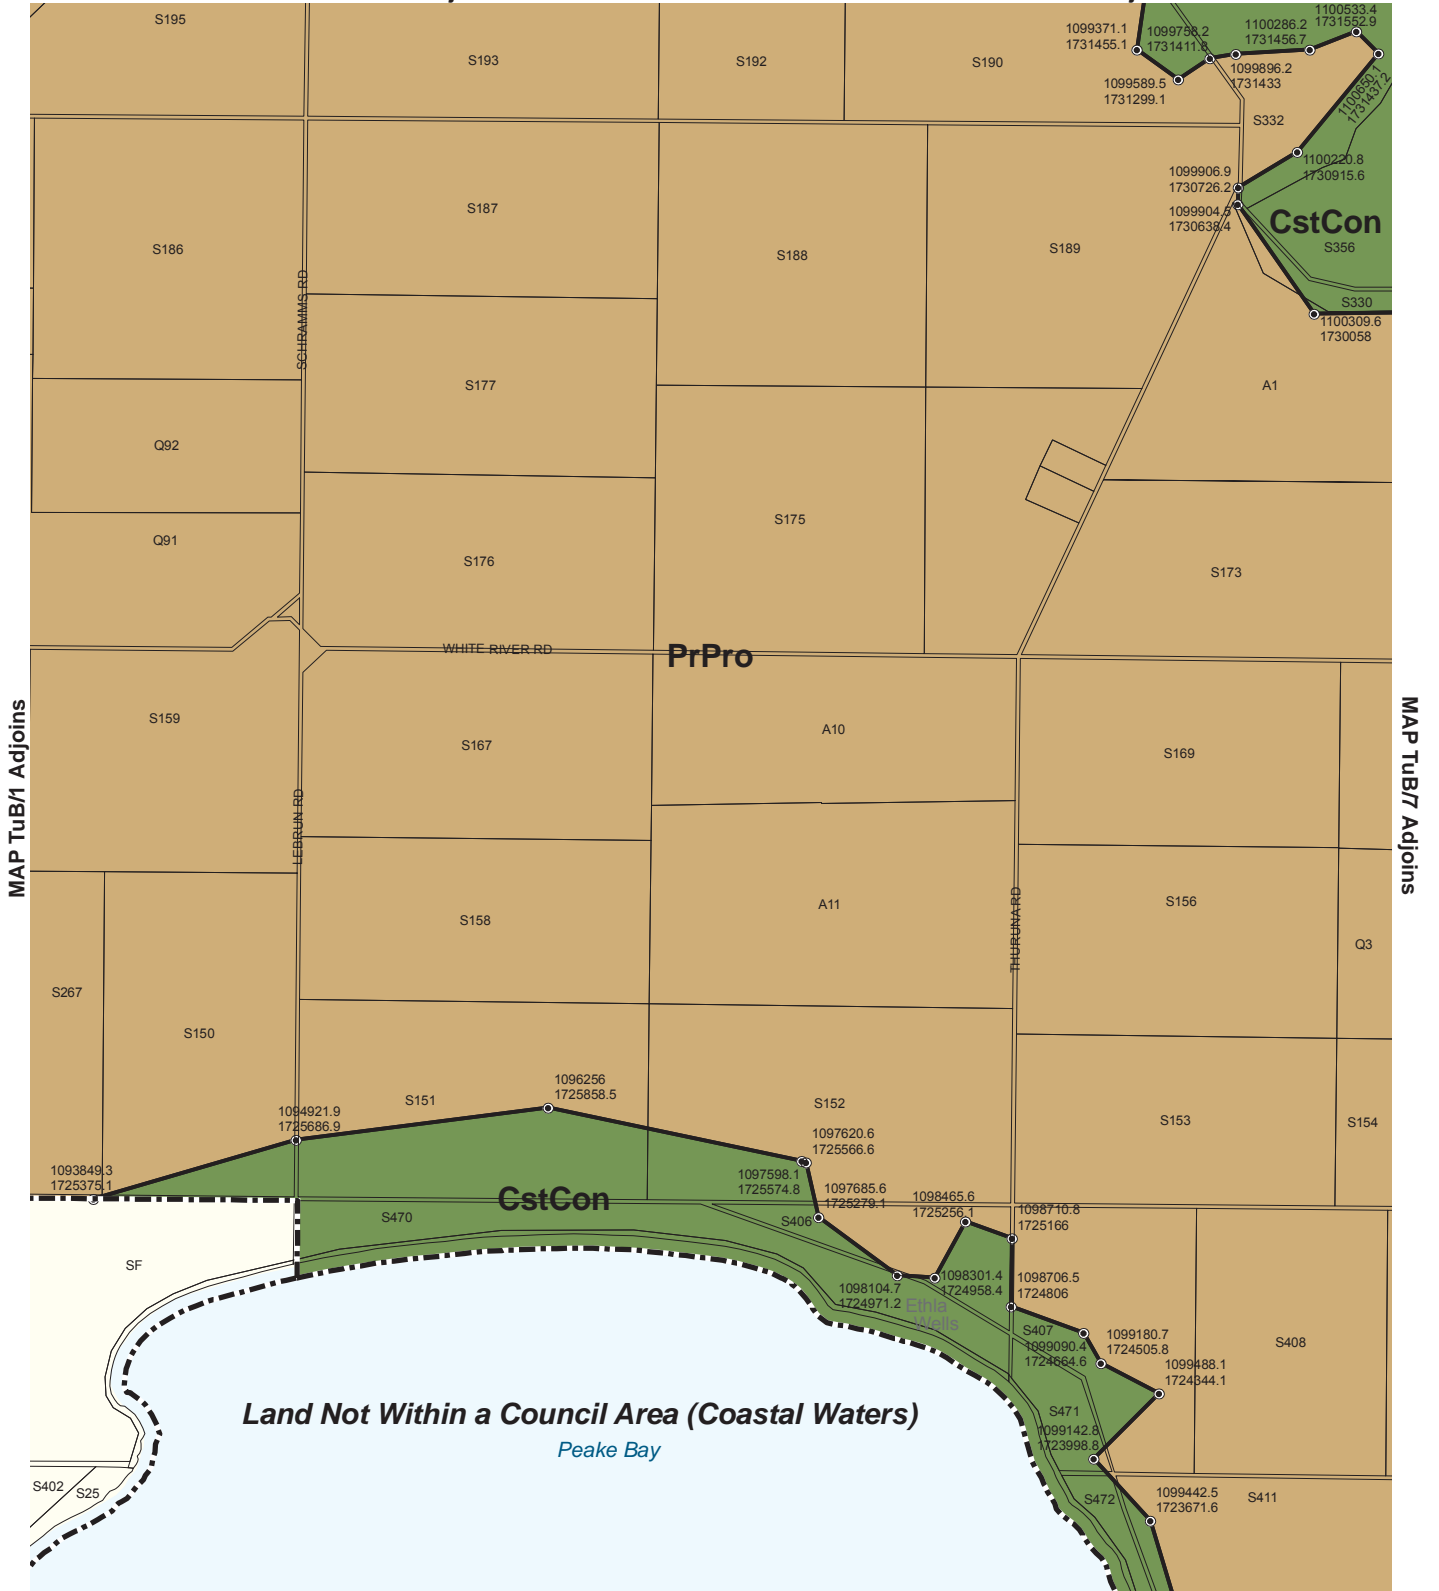 S195
S193
S192
S190
1099371.1
1731455.1
1099758.2
1731411.8
1100286.2
1731456.7
1100533.4
1731552.9
1099589.5
1731299.1
1099896.2
1731433
1100650.1
1731437.2
S332
1100220.8
1730915.6
1099906.9
1730726.2
1099904.5
1730638.4
CstCon
S356
S330
1100309.6
1730058
S186
S187
S188
S189
SCHRAMMS RD
S177
A1
Q92
Q91
S176
S175
S173
WHITE RIVER RD
PrPro
MAP TuB/1 Adjoins
MAP TuB/7 Adjoins
S159
S167
A10
S169
LEBRUN RD
S158
A11
THURUNA RD
S156
Q3
S267
S150
S151
1096256
1725858.5
S152
S153
S154
1094921.9
1725686.9
1097620.6
1725566.6
1093849.3
1725375.1
1097598.1
1725574.8
CstCon
1097685.6
1725279.1
1098465.6
1725256.1
1098710.8
1725166
S470
S406
SF
1098104.7
1724971.2
1098301.4
1724958.4
1098706.5
1724806
Ethla
Wells
S407
1099090.4
1724664.6
1099180.7
1724505.8
S408
1099488.1
1724344.1
Land Not Within a Council Area (Coastal Waters)
Peake Bay
S471
1099142.8
1723998.8
S402
S25
S472
1099442.5
1723671.6
S411